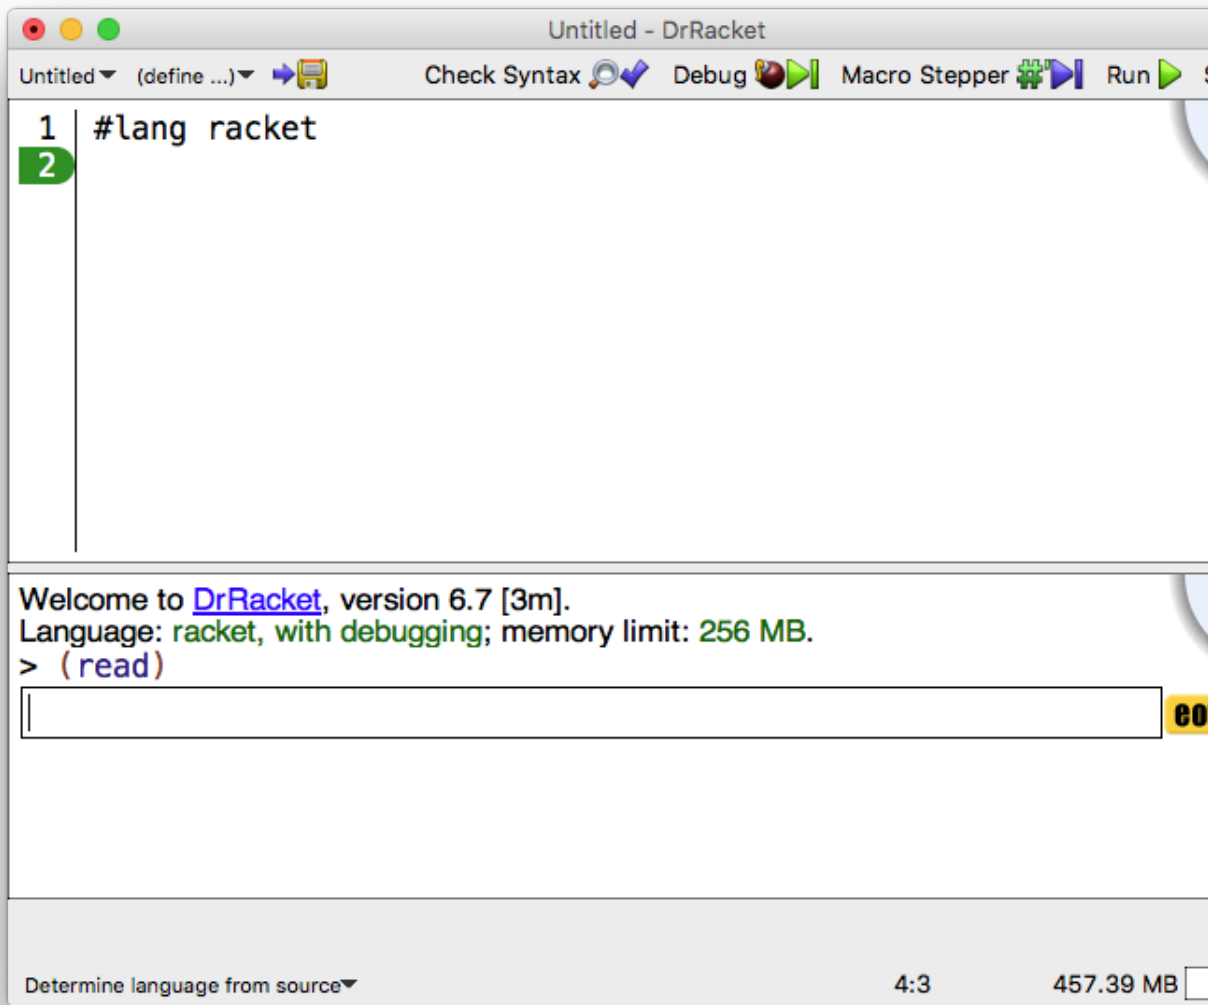 Untitled - DrRacket
Untitled (define ...) Check Syntax Debug Macro Stepper Run
1 #lang racket
2
Welcome to DrRacket, version 6.7 [3m].
Language: racket, with debugging; memory limit: 256 MB.
> (read)
Determine language from source 4:3 457.39 MB